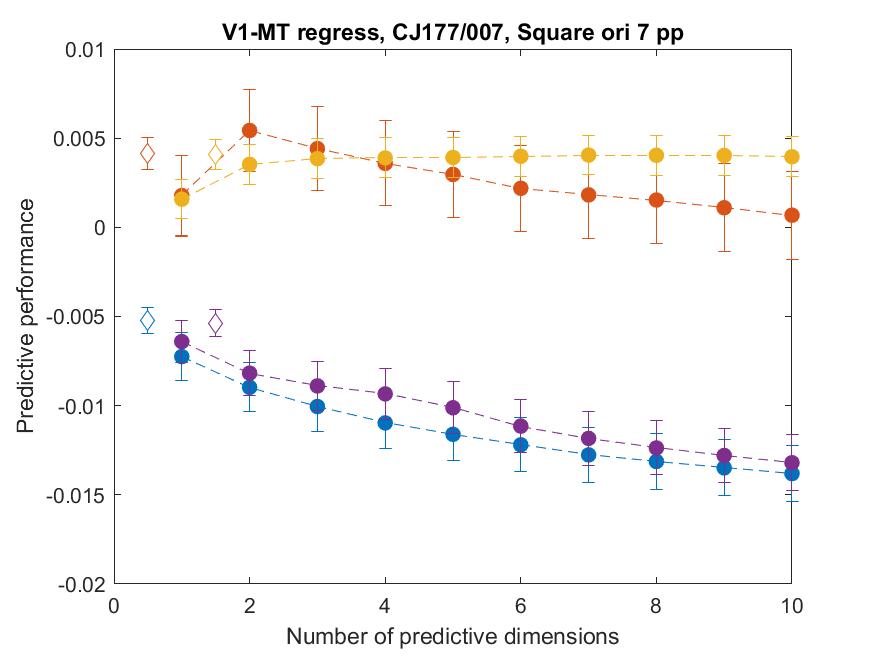 V1-MT regress, CJ177/007, Square ori 7 pp
0.01
0.005
0
-0.005
-0.01
-0.015
-0.02
Predictive performance
0 2 4 6 8 10
Number of predictive dimensions